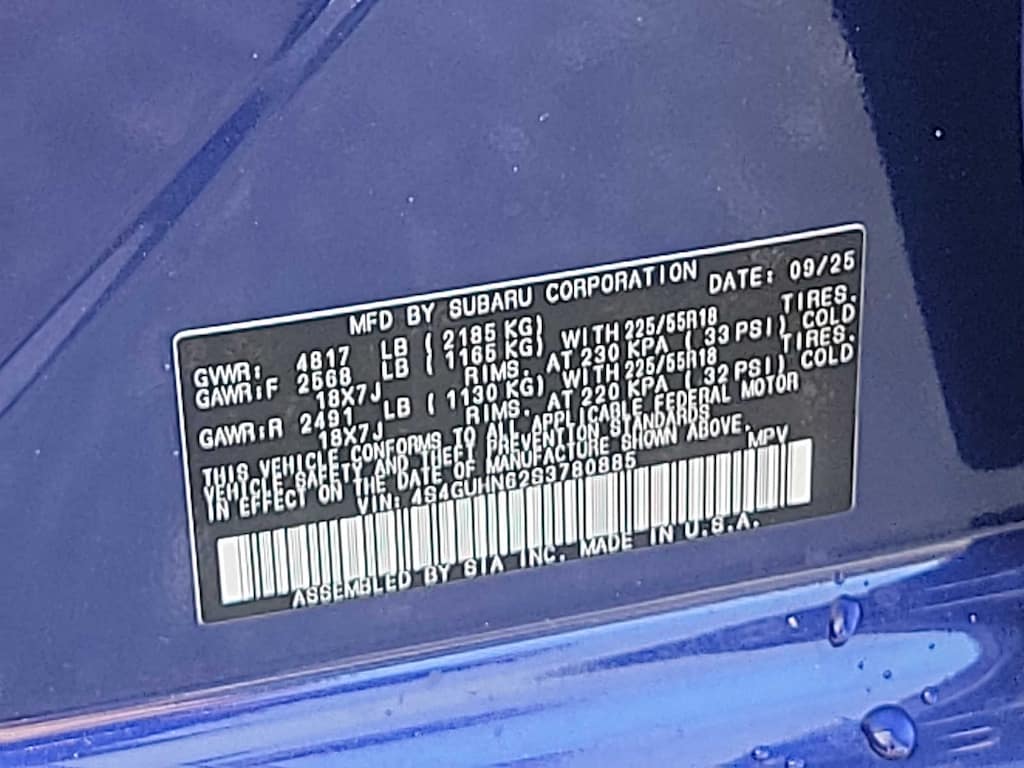 MFD BY SUBARU CORPORATION DATE: 09/25
GVWR: 4817 LB ( 2185 KG)
GAWR:F 2568 LB ( 1165 KG) WITH 225/55R18 TIRES.
18X7J RIMS. AT 230 KPA ( 33 PSI) COLD
GAWR:R 2491 LB ( 1130 KG) WITH 225/55R18 TIRES.
18X7J RIMS. AT 220 KPA ( 32 PSI) COLD
THIS VEHICLE CONFORMS TO ALL APPLICABLE FEDERAL MOTOR
VEHICLE SAFETY AND THEFT PREVENTION STANDARDS
IN EFFECT ON THE DATE OF MANUFACTURE SHOWN ABOVE.
VIN: 4S4GUHN62S3780885 MPV
ASSEMBLED BY SIA INC. MADE IN U.S.A.